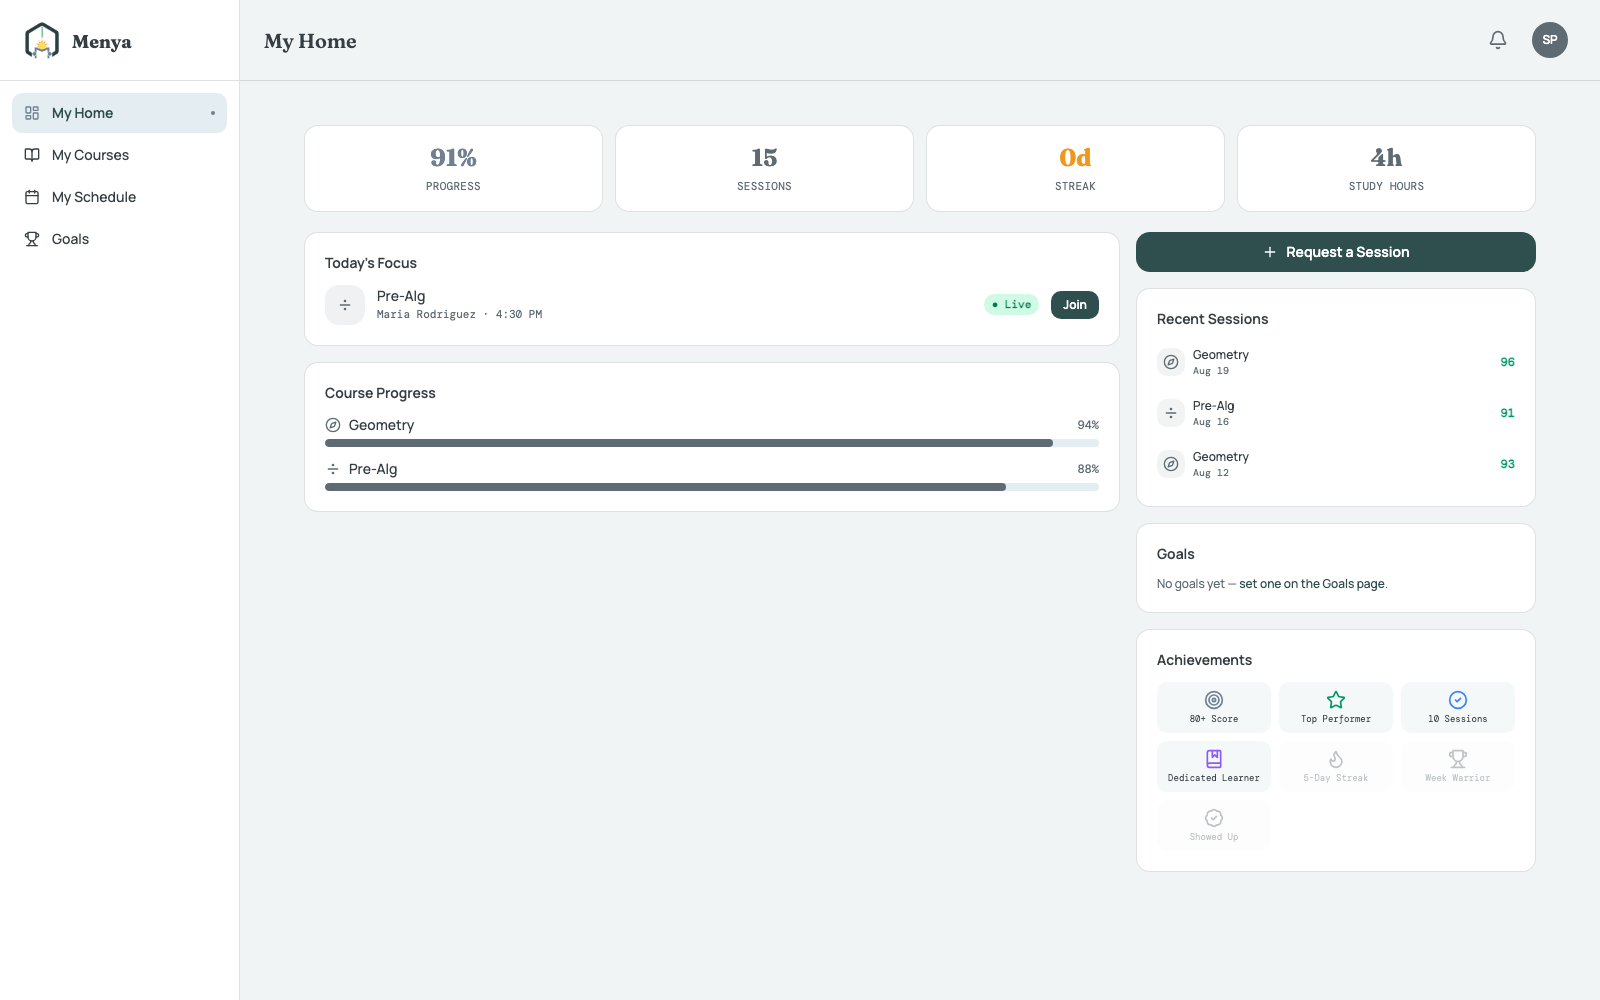 Menya
My Home
My Courses
My Schedule
Goals
My Home
SP
91%
PROGRESS
15
SESSIONS
0d
STREAK
4h
STUDY HOURS
Today's Focus
Pre-Alg
Maria Rodriguez · 4:30 PM
Live
Join
Course Progress
Geometry
94%
Pre-Alg
88%
Request a Session
Recent Sessions
Geometry
Aug 19
96
Pre-Alg
Aug 16
91
Geometry
Aug 12
93
Goals
No goals yet — set one on the Goals page.
Achievements
80+ Score
Top Performer
10 Sessions
Dedicated Learner
5-Day Streak
Week Warrior
Showed Up